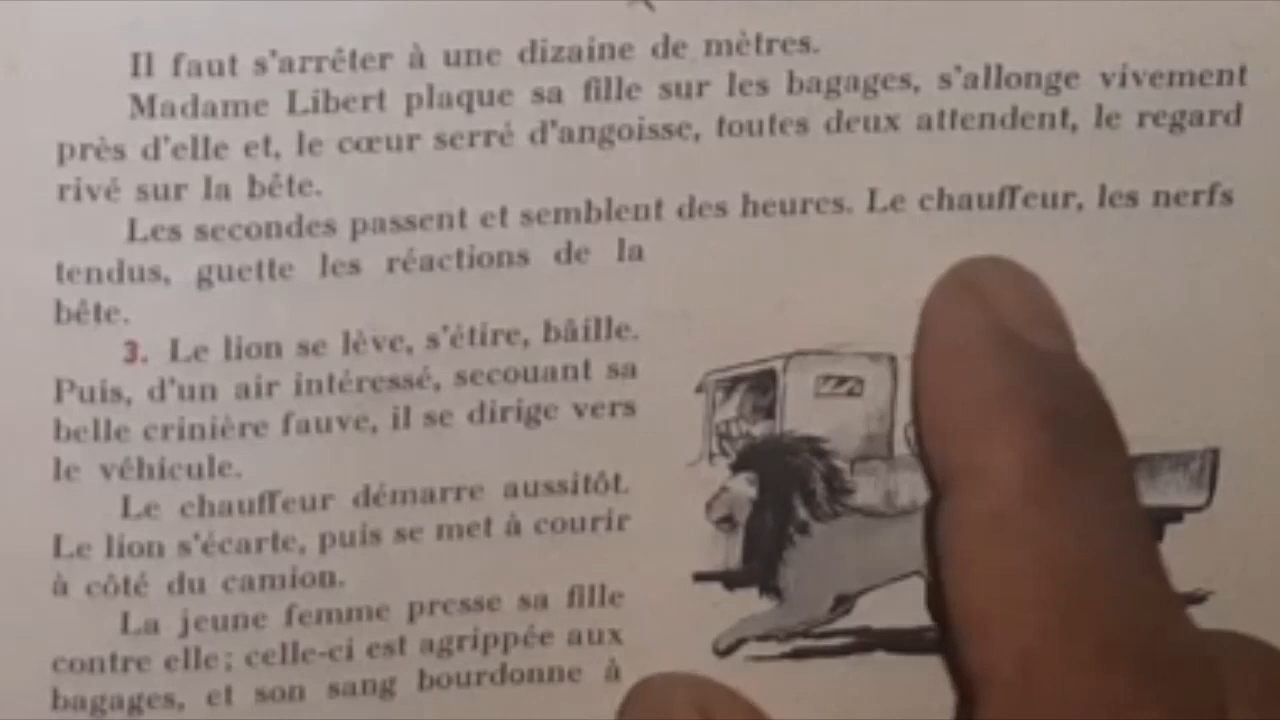 Il faut s'arrêter à une dizaine de mètres.
Madame Libert plaque sa fille sur les bagages, s'allonge vivement
près d'elle et, le cœur serré d'angoisse, toutes deux attendent, le regard
rivé sur la bête.
Les secondes passent et semblent des heures. Le chauffeur, les nerfs
tendus, guette les réactions de la
bête.
3. Le lion se lève, s'étire, bâille.
Puis, d'un air intéressé, secouant sa
belle crinière fauve, il se dirige vers
le véhicule.
Le chauffeur démarre aussitôt.
Le lion s'écarte, puis se met à courir
à côté du camion.
La jeune femme presse sa fille
contre elle; celle-ci est agrippée aux
bagages, et son sang bourdonne à